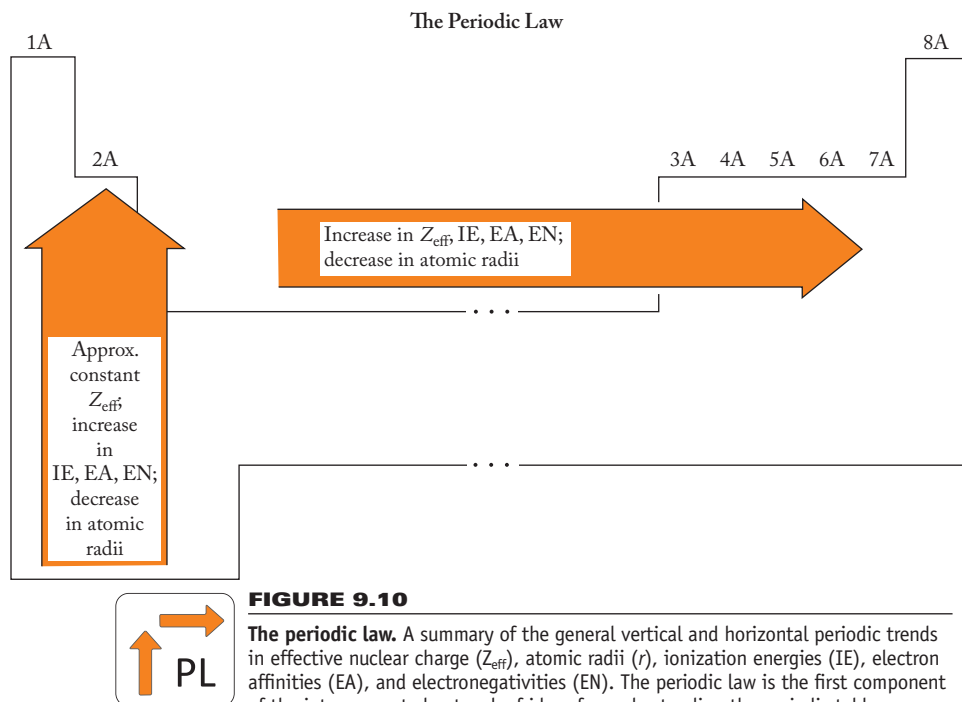 The Periodic Law
1A
8A
2A
3A 4A 5A 6A 7A
Increase in Zeff, IE, EA, EN;
decrease in atomic radii
. . .
Approx.
constant
Zeff;
increase
in
IE, EA, EN;
decrease
in atomic
radii
. . .
FIGURE 9.10
The periodic law. A summary of the general vertical and horizontal periodic trends
in effective nuclear charge (Zeff), atomic radii (r), ionization energies (IE), electron
affinities (EA), and electronegativities (EN). The periodic law is the first component
PL